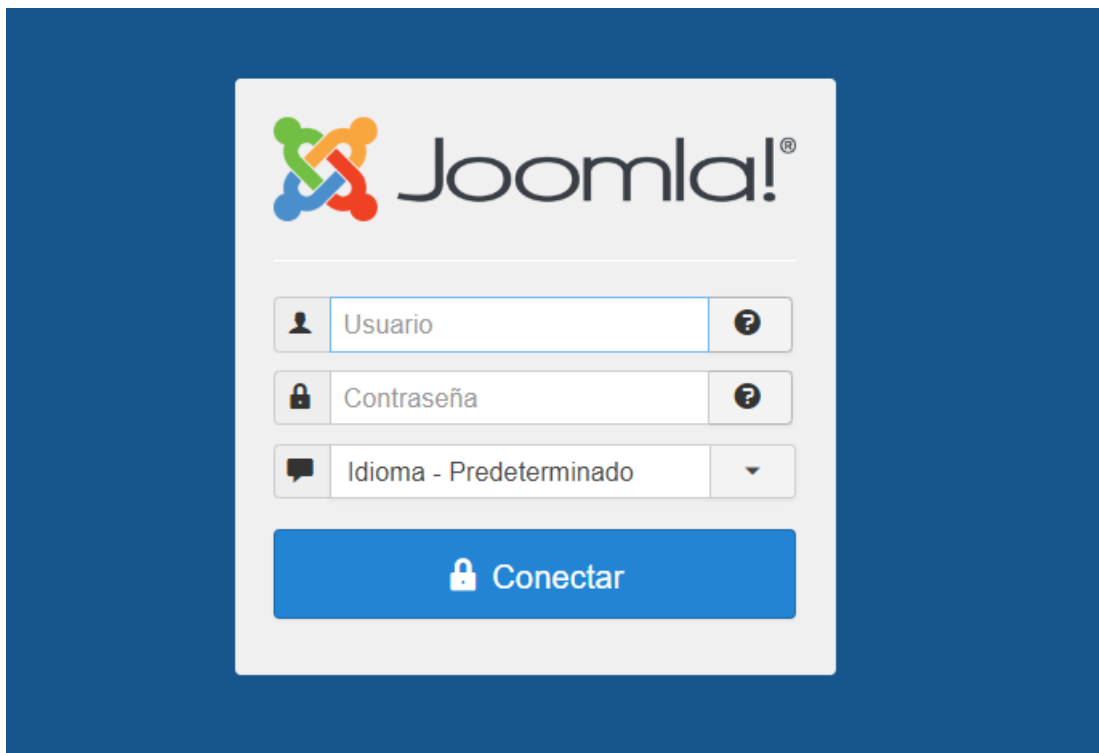 Joomla!®
Usuario
Contraseña
Idioma - Predeterminado
Conectar